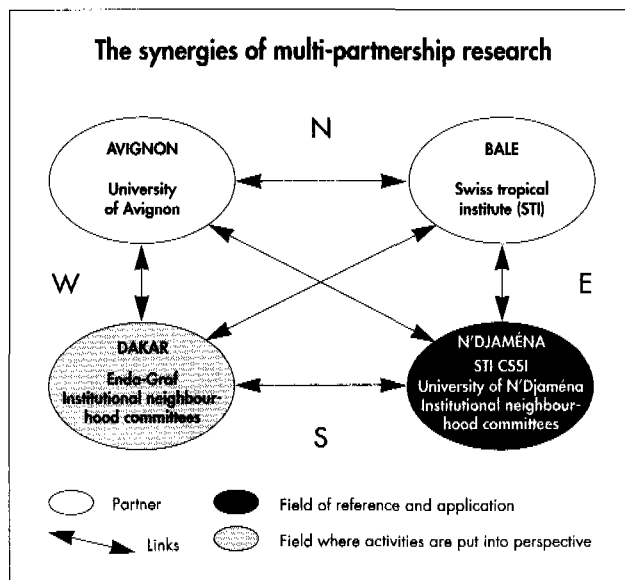 The synergies of multi-partnership research
N
AVIGNON
University
of Avignon
BALE
Swiss tropical
institute (STI)
W
E
DAKAR
Enda-Graf
Institutional neighbour-
hood committees
N'DJAMÉNA
STI CSSI
University of N'Djaména
Institutional neighbour-
hood committees
S
Partner
Field of reference and application
Links
Field where activities are put into perspective